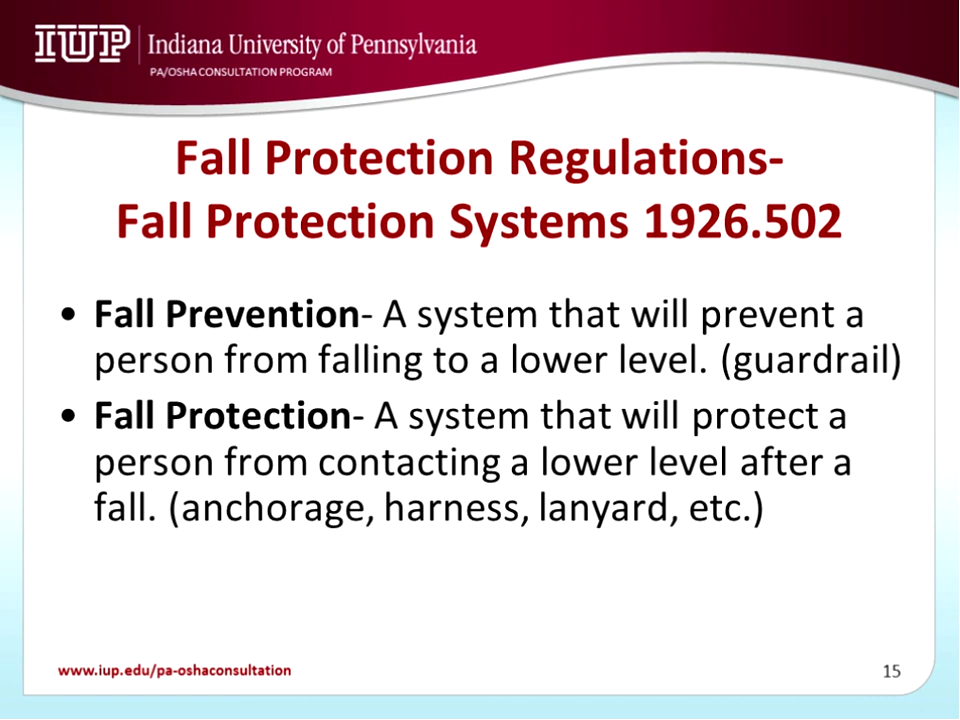 IUP Indiana University of Pennsylvania
PA/OSHA CONSULTATION PROGRAM
Fall Protection Regulations-
Fall Protection Systems 1926.502
• Fall Prevention- A system that will prevent a
person from falling to a lower level. (guardrail)
• Fall Protection- A system that will protect a
person from contacting a lower level after a
fall. (anchorage, harness, lanyard, etc.)
www.iup.edu/pa-oshaconsultation
15